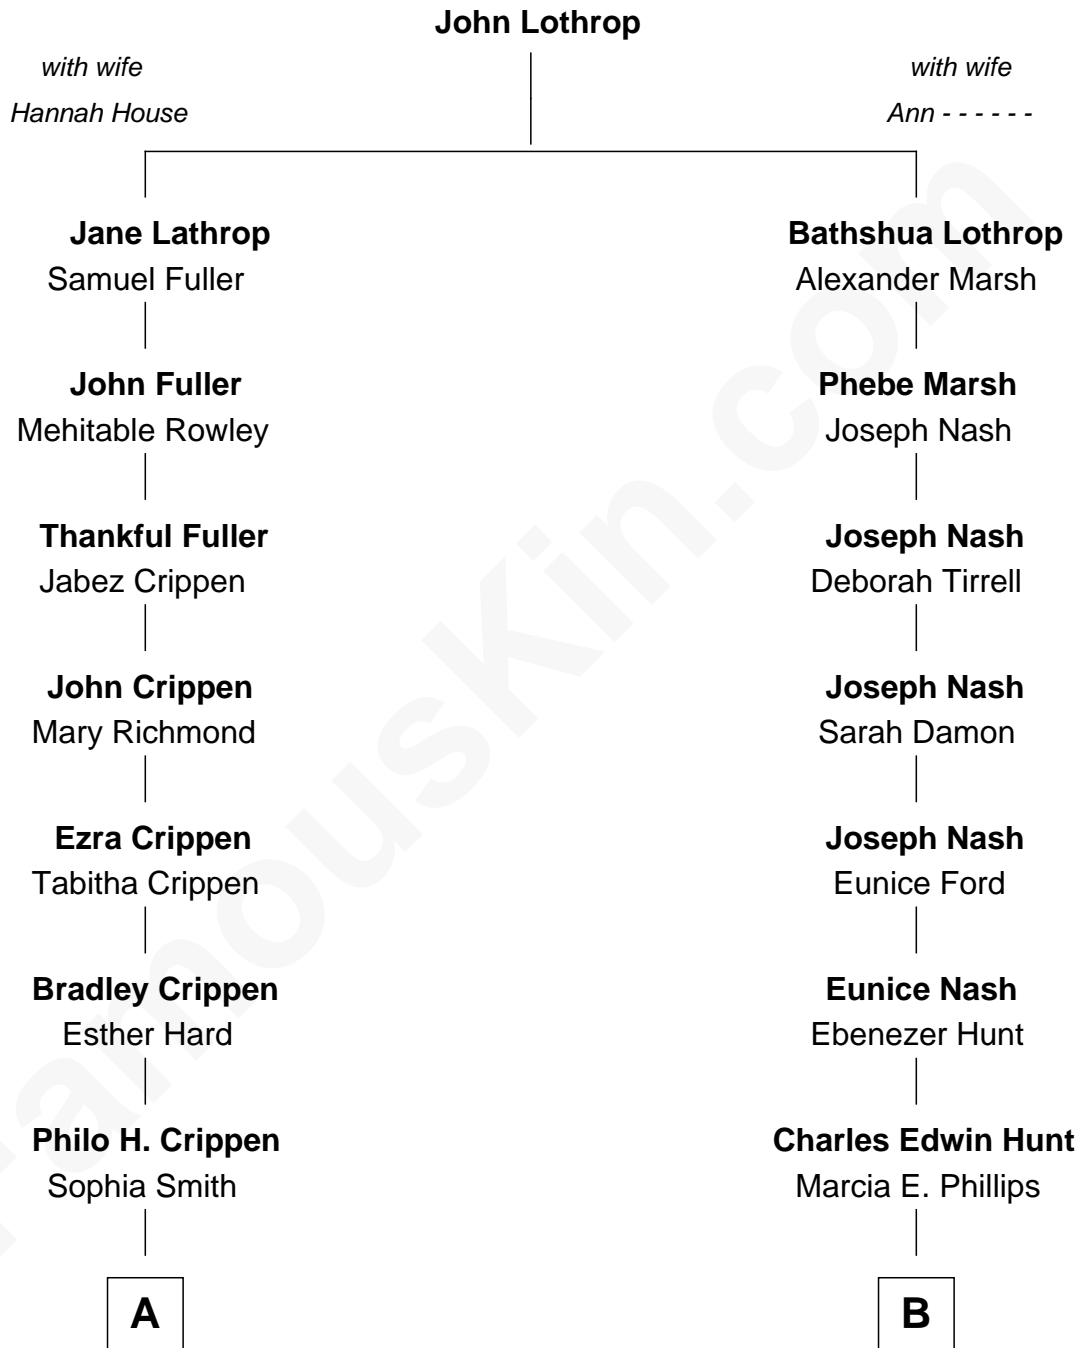 John Lothrop
with wife
Hannah House
with wife
Ann - - - - - -
Jane Lathrop
Samuel Fuller
Bathshua Lothrop
Alexander Marsh
John Fuller
Mehitable Rowley
Phebe Marsh
Joseph Nash
Thankful Fuller
Jabez Crippen
Joseph Nash
Deborah Tirrell
John Crippen
Mary Richmond
Joseph Nash
Sarah Damon
Ezra Crippen
Tabitha Crippen
Joseph Nash
Eunice Ford
Bradley Crippen
Esther Hard
Eunice Nash
Ebenezer Hunt
Philo H. Crippen
Sophia Smith
Charles Edwin Hunt
Marcia E. Phillips
A
B
FamousKin.com